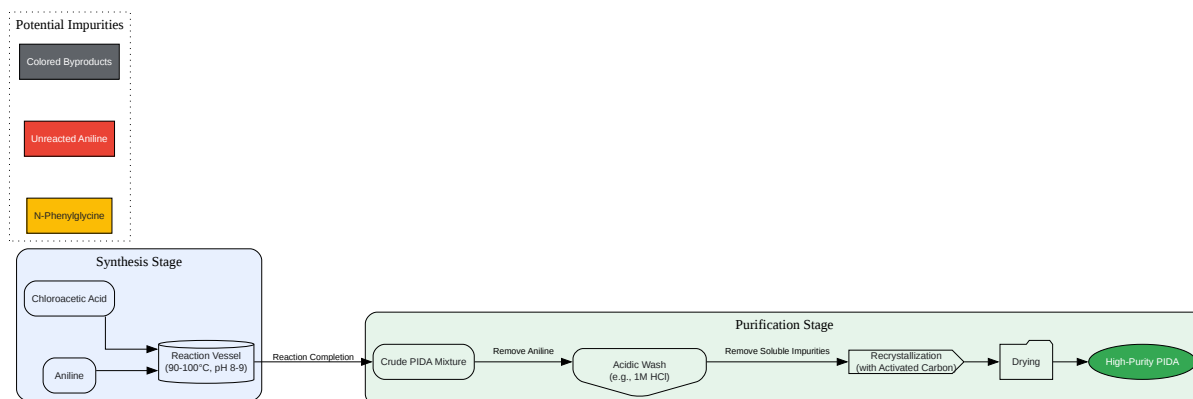 Potential Impurities
Colored Byproducts
Unreacted Aniline
N-Phenylglycine
Synthesis Stage
Chloroacetic Acid
Aniline
Reaction Vessel
(90-100°C, pH 8-9)
Reaction Completion
Purification Stage
Crude PIDA Mixture
Remove Aniline
Acidic Wash
(e.g., 1M HCl)
Remove Soluble Impurities
Recrystallization
(with Activated Carbon)
Drying
High-Purity PIDA